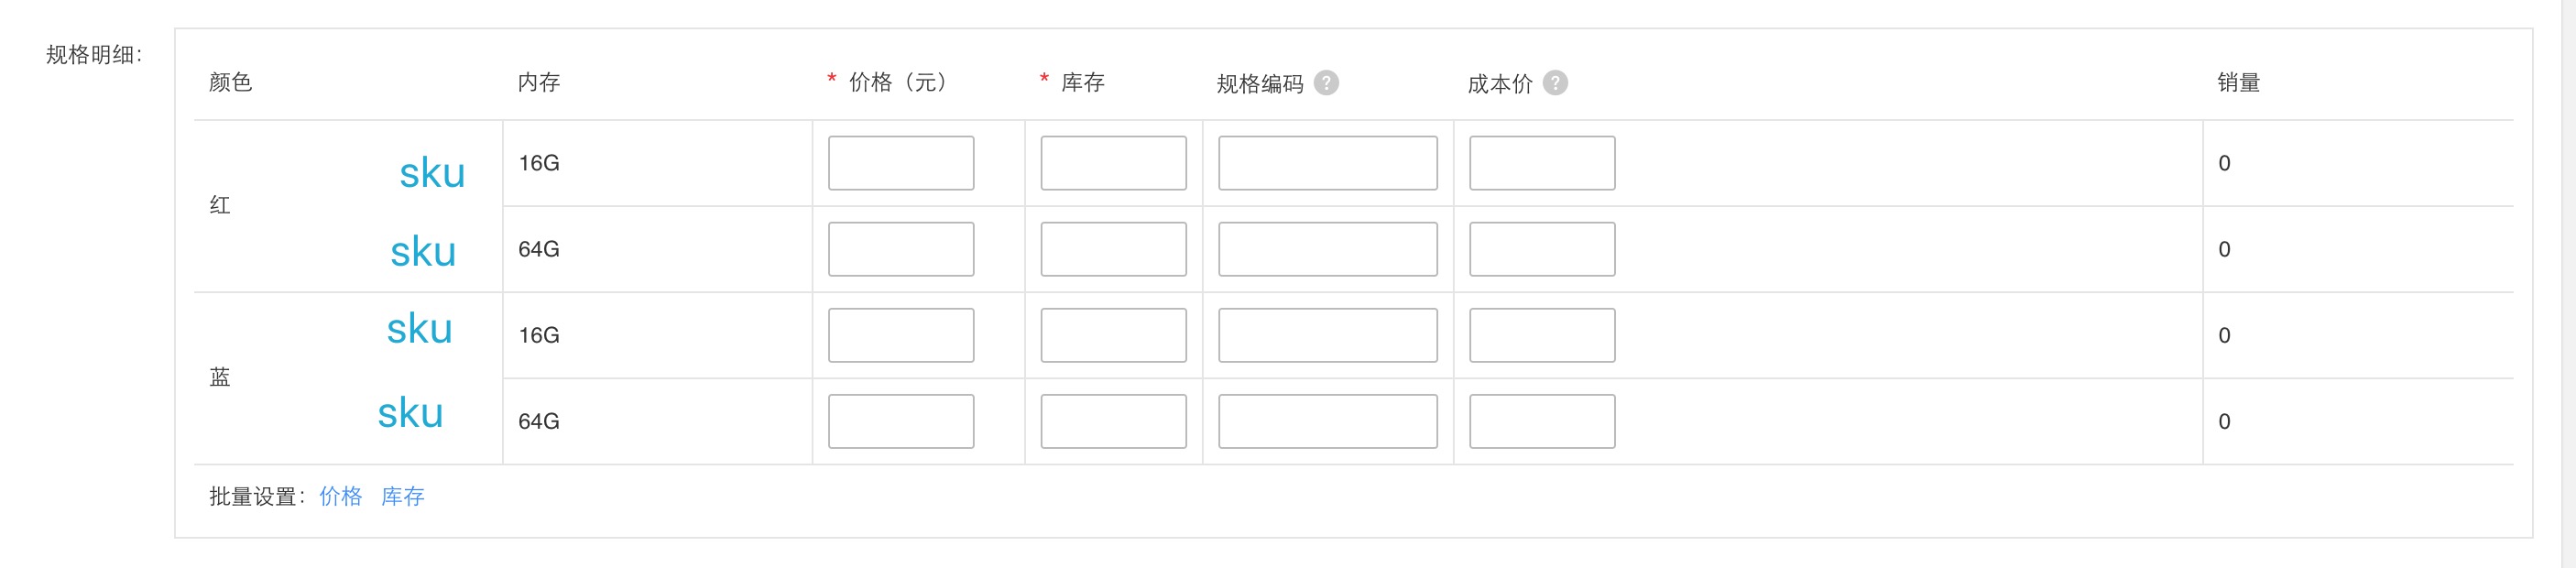 规格明细:
颜色 内存 * 价格（元） * 库存 规格编码 ? 成本价 ? 销量
红 sku 16G 0
sku 64G 0
蓝 sku 16G 0
sku 64G 0
批量设置： 价格 库存